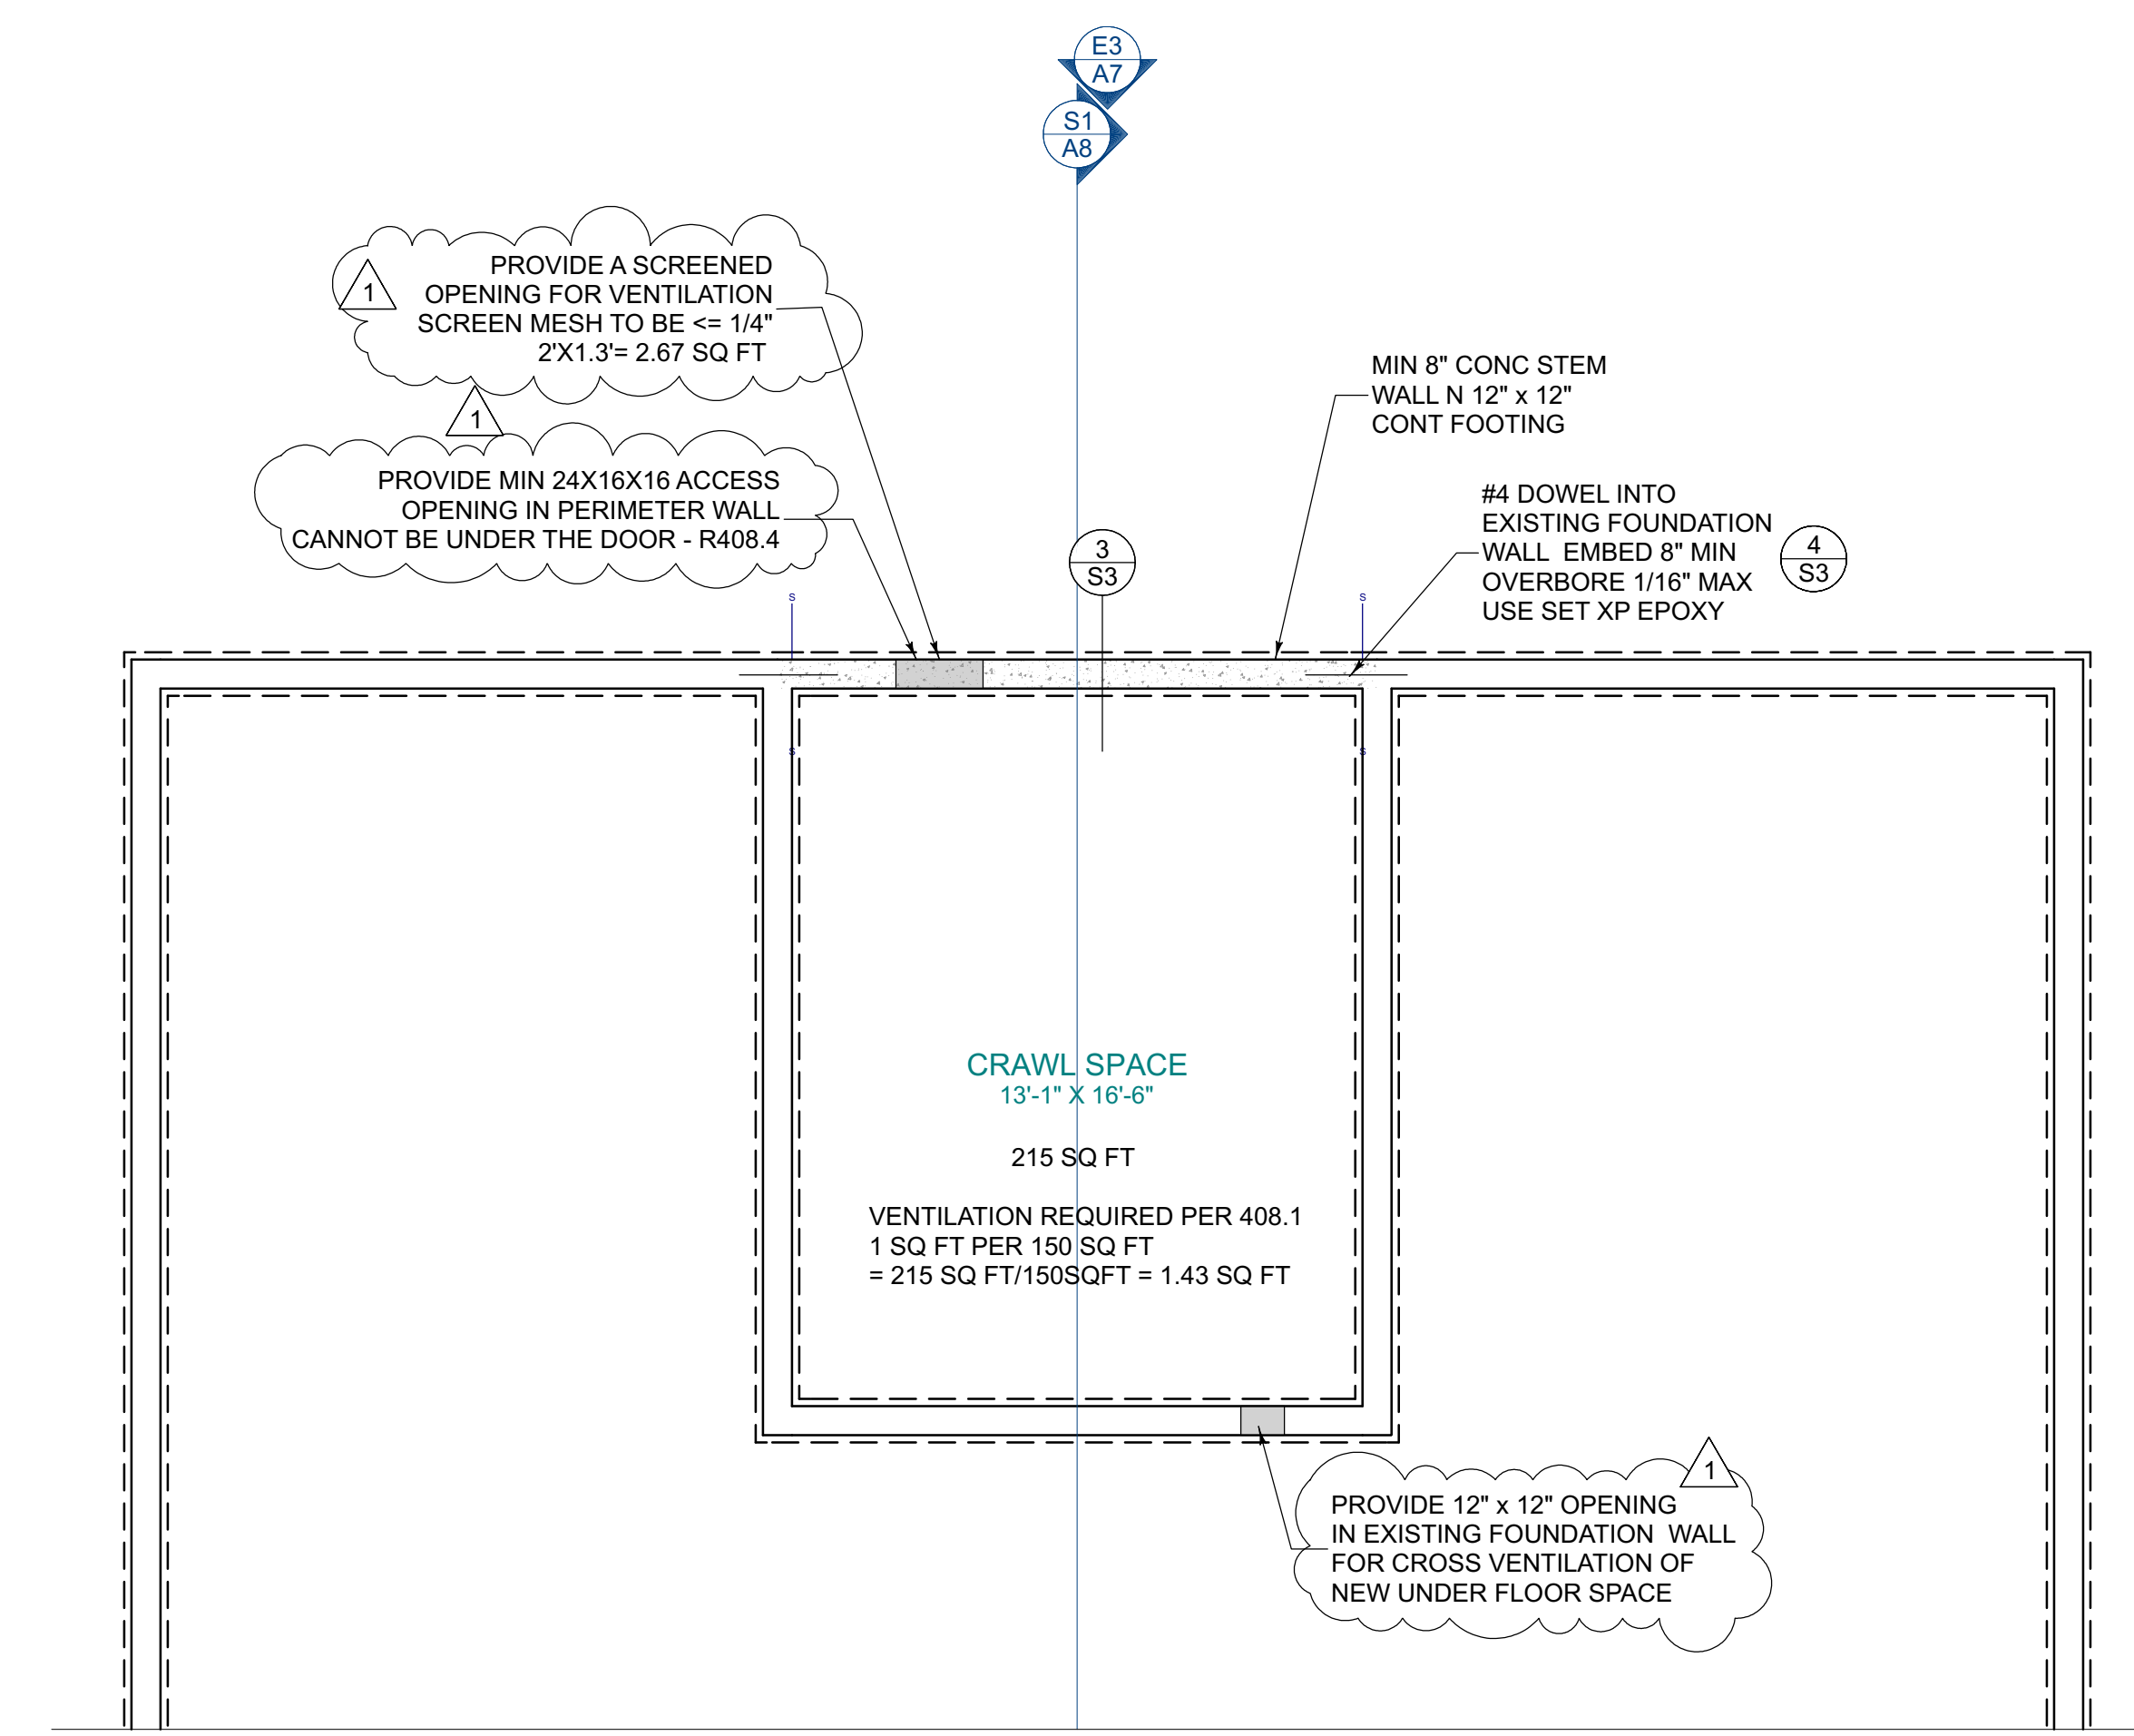 E3
A7
S1
A8
1
PROVIDE A SCREENED
OPENING FOR VENTILATION
SCREEN MESH TO BE <= 1/4"
2'X1.3'= 2.67 SQ FT
1
PROVIDE MIN 24X16X16 ACCESS
OPENING IN PERIMETER WALL
CANNOT BE UNDER THE DOOR - R408.4
MIN 8" CONC STEM
WALL N 12" x 12"
CONT FOOTING
#4 DOWEL INTO
EXISTING FOUNDATION
WALL EMBED 8" MIN
OVERBORE 1/16" MAX
USE SET XP EPOXY
4
S3
3
S3
S
S
S
S
CRAWL SPACE
13'-1" X 16'-6"
215 SQ FT
VENTILATION REQUIRED PER 408.1
1 SQ FT PER 150 SQ FT
= 215 SQ FT/150SQFT = 1.43 SQ FT
1
PROVIDE 12" x 12" OPENING
IN EXISTING FOUNDATION WALL
FOR CROSS VENTILATION OF
NEW UNDER FLOOR SPACE